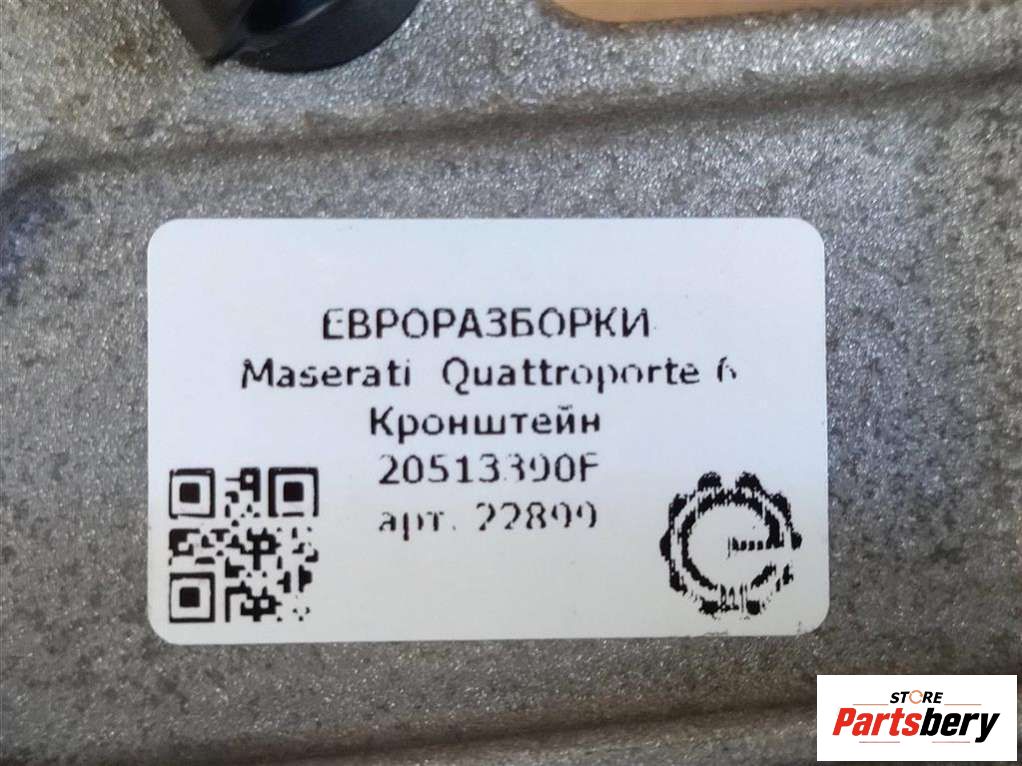 ЕВРОРАЗБОРКИ
Maserati Quattroporte 6
Кронштейн
20513390F
арт. 22899
STORE
Partsbery